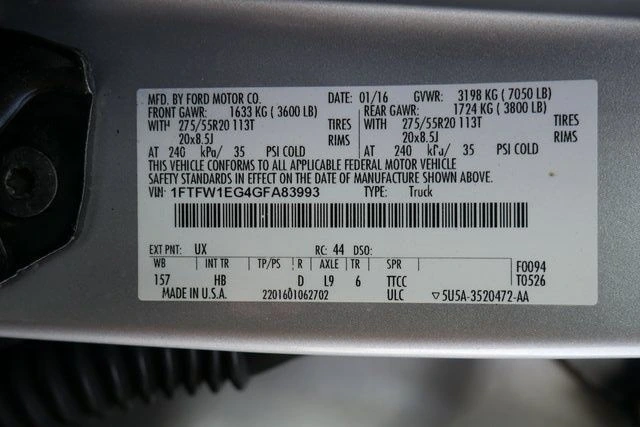 MFD. BY FORD MOTOR CO. DATE: 01/16 GVWR: 3198 KG ( 7050 LB)
FRONT GAWR: 1633 KG ( 3600 LB) REAR GAWR: 1724 KG ( 3800 LB)
WITH 275/55R20 113T TIRES WITH 275/55R20 113T TIRES
20x8.5J RIMS 20x8.5J RIMS
AT 240 kPa/ 35 PSI COLD AT 240 kPa/ 35 PSI COLD
THIS VEHICLE CONFORMS TO ALL APPLICABLE FEDERAL MOTOR VEHICLE
SAFETY STANDARDS IN EFFECT ON THE DATE OF MANUFACTURE SHOWN ABOVE.
VIN: 1FTFW1EG4GFA83993 TYPE: Truck
EXT PNT: UX RC: 44 DSO:
WB INT TR TP/PS R AXLE TR SPR F0094
157 HB D L9 6 TTCC T0526
MADE IN U.S.A. 2201601062702 ULC ▽5U5A-3520472-AA